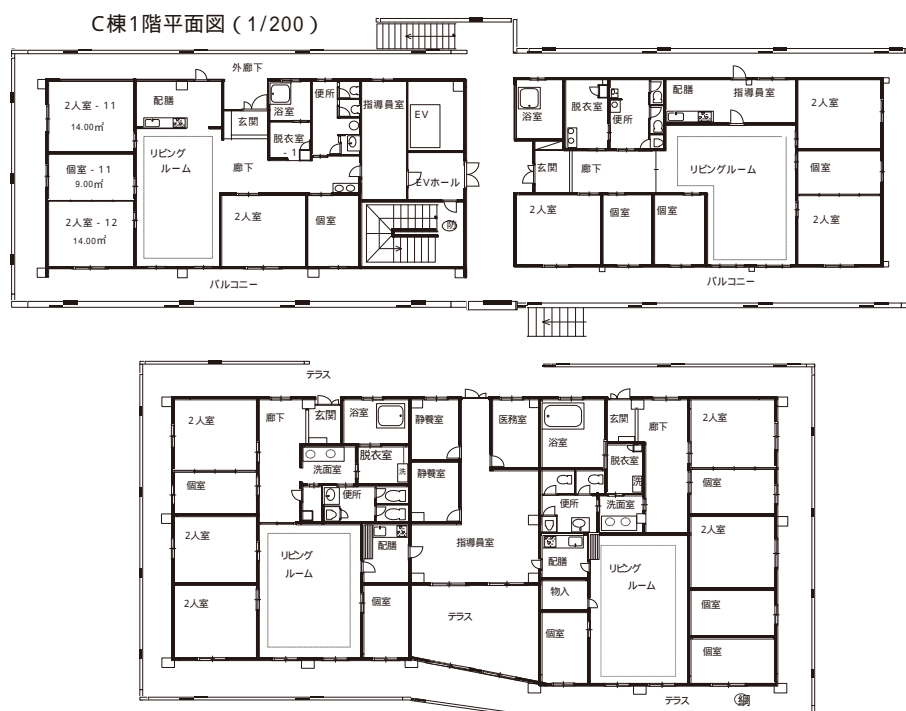 C棟1階平面図（1/200）
外廊下
2人室 - 11
14.00㎡
配膳
玄関
浴室
便所
指導員室
EV
脱衣室
- 1
リビング
ルーム
廊下
個室 - 11
9.00㎡
EVホール
2人室 - 12
14.00㎡
2人室
個室
防
バルコニー
浴室
脱衣室
便所
配膳
指導員室
2人室
玄関
廊下
リビングルーム
個室
2人室
個室
個室
2人室
バルコニー
テラス
2人室
廊下
玄関
浴室
静養室
医務室
浴室
玄関
廊下
2人室
洗面室
脱衣室
洗
静養室
脱衣室
洗
個室
便所
便所
洗面室
個室
2人室
リビング
ルーム
配膳
指導員室
配膳
リビング
ルーム
2人室
2人室
個室
テラス
物入
個室
個室
個室
テラス